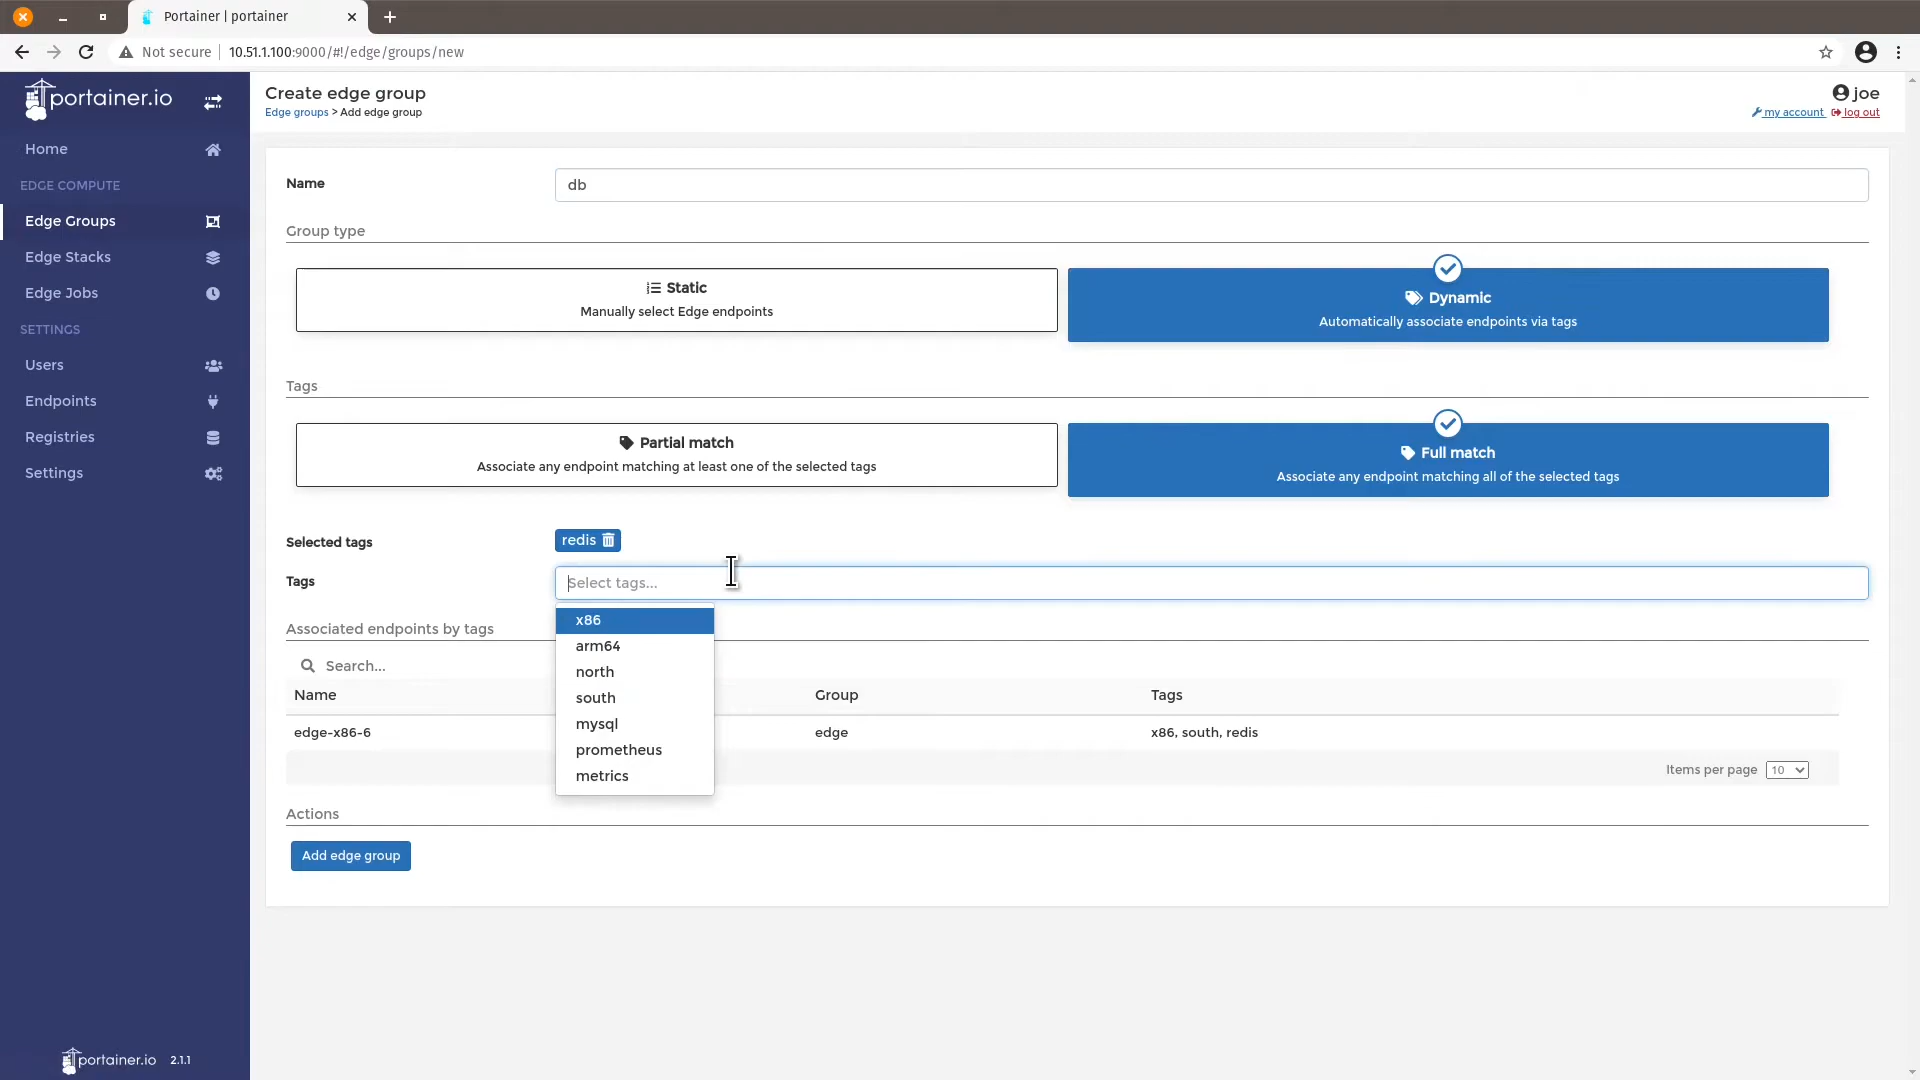 Portainer | portainer
Not secure
10.51.1.100:9000/#!/edge/groups/new
portainer.io
Home
EDGE COMPUTE
Edge Groups
Edge Stacks
Edge Jobs
SETTINGS
Users
Endpoints
Registries
Settings
portainer.io 2.1.1
Create edge group
Edge groups > Add edge group
joe
my account log out
Name
db
Group type
Static
Manually select Edge endpoints
Dynamic
Automatically associate endpoints via tags
Tags
Partial match
Associate any endpoint matching at least one of the selected tags
Full match
Associate any endpoint matching all of the selected tags
Selected tags
redis
Tags
Select tags...
x86
arm64
north
south
mysql
prometheus
metrics
Associated endpoints by tags
Search...
Name Group Tags
edge-x86-6 edge x86, south, redis
Items per page 10
Actions
Add edge group